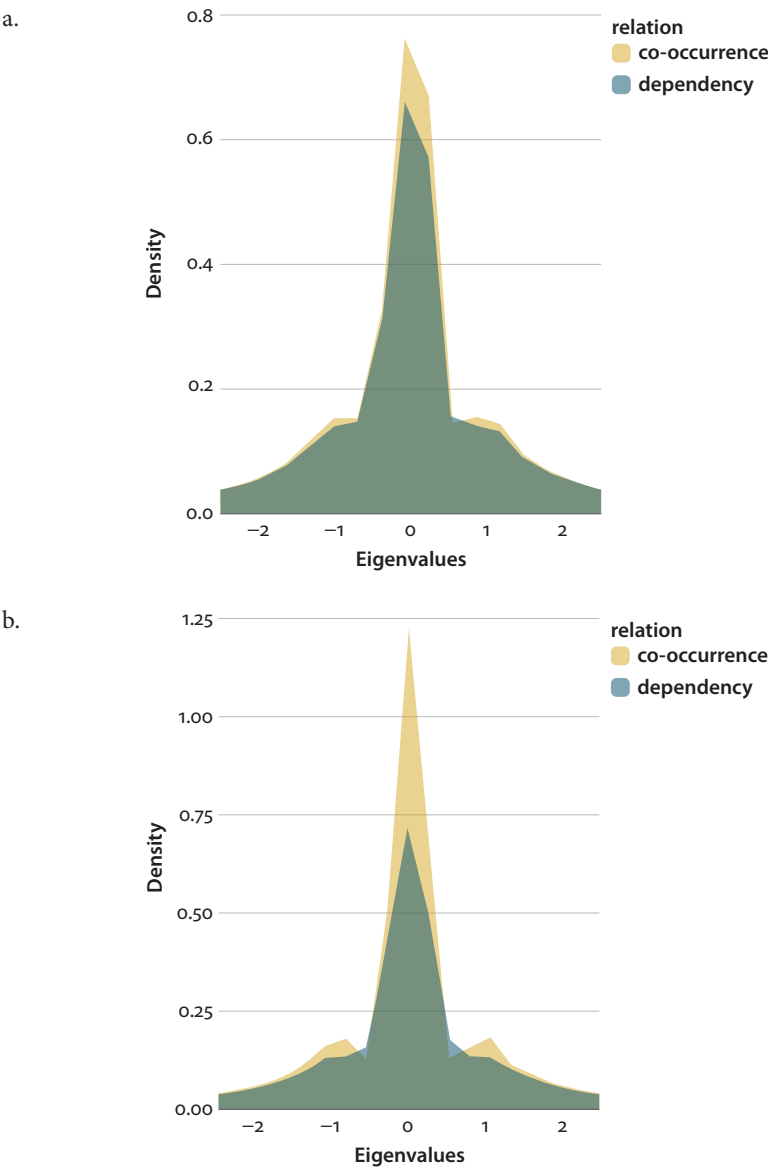 a.
0.8
relation
co-occurrence
dependency
0.6
0.4
0.2
0.0
Density
−2 −1 0 1 2
Eigenvalues
b.
1.25
relation
co-occurrence
dependency
1.00
0.75
0.50
0.25
0.00
Density
−2 −1 0 1 2
Eigenvalues